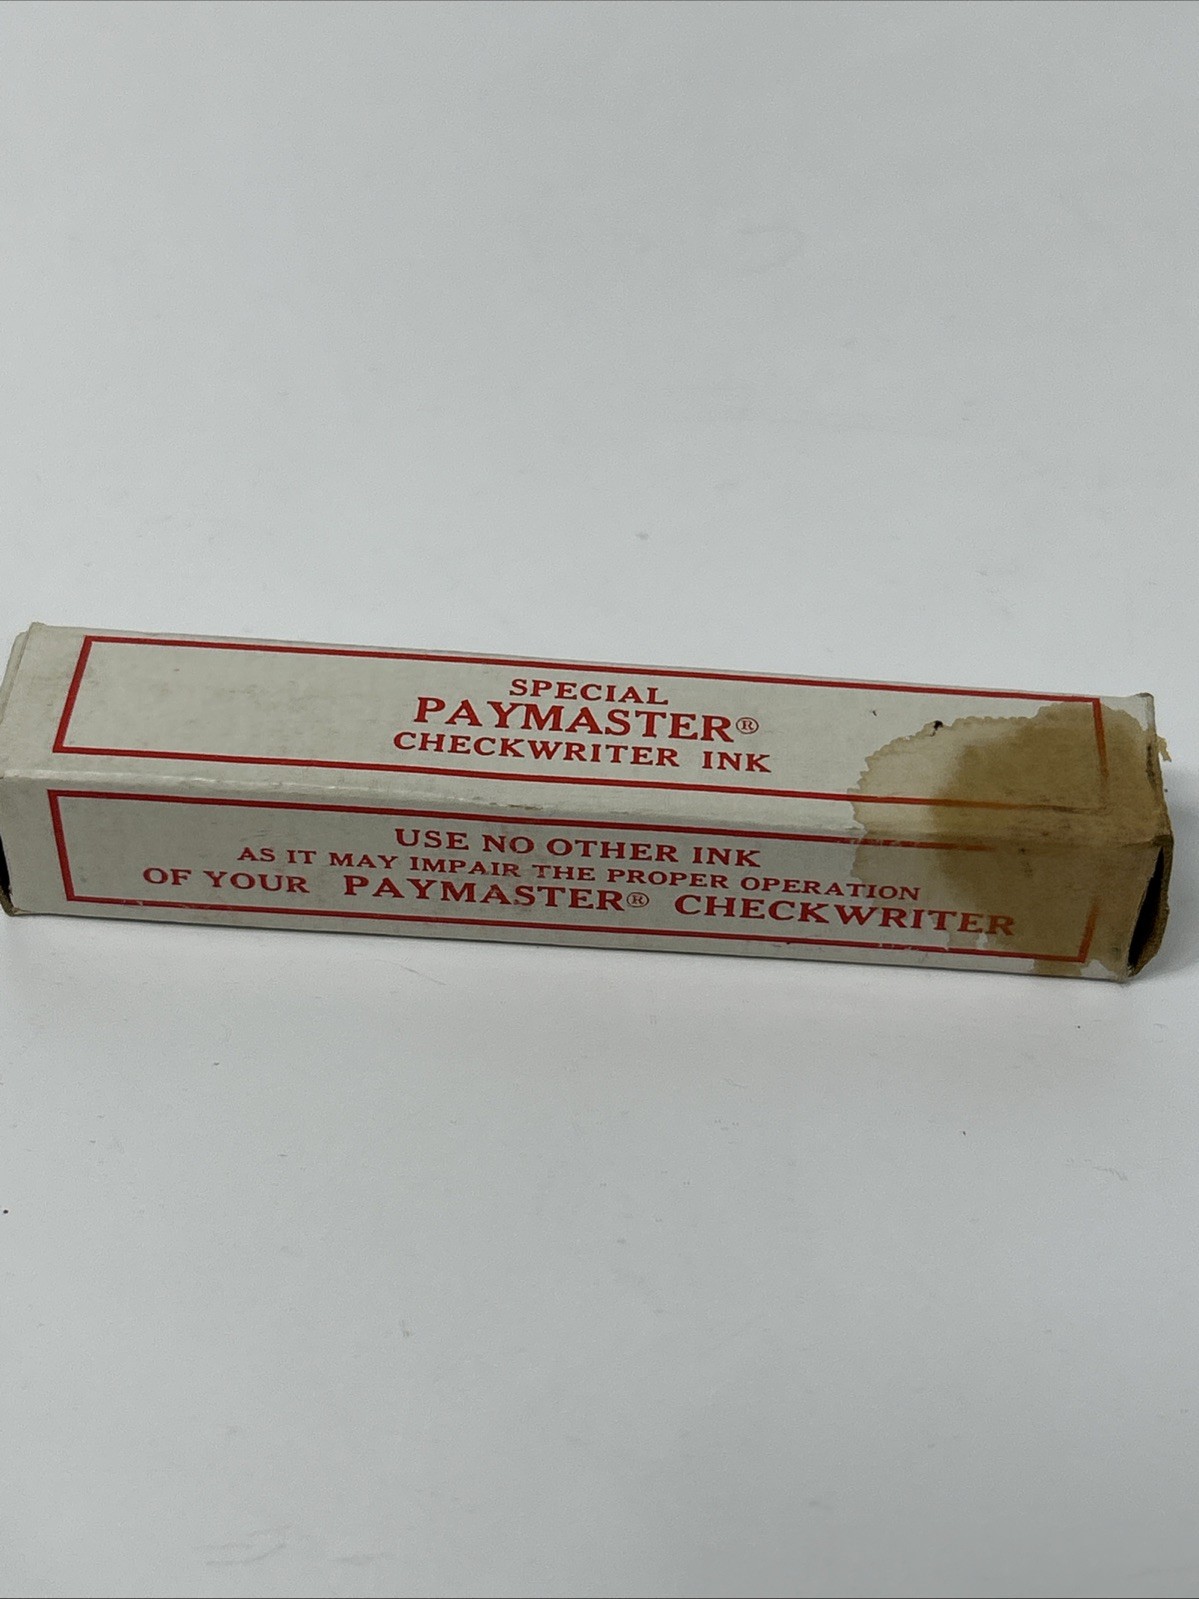 SPECIAL
PAYMASTER®
CHECKWRITER INK
USE NO OTHER INK
AS IT MAY IMPAIR THE PROPER OPERATION
OF YOUR PAYMASTER® CHECKWRITER